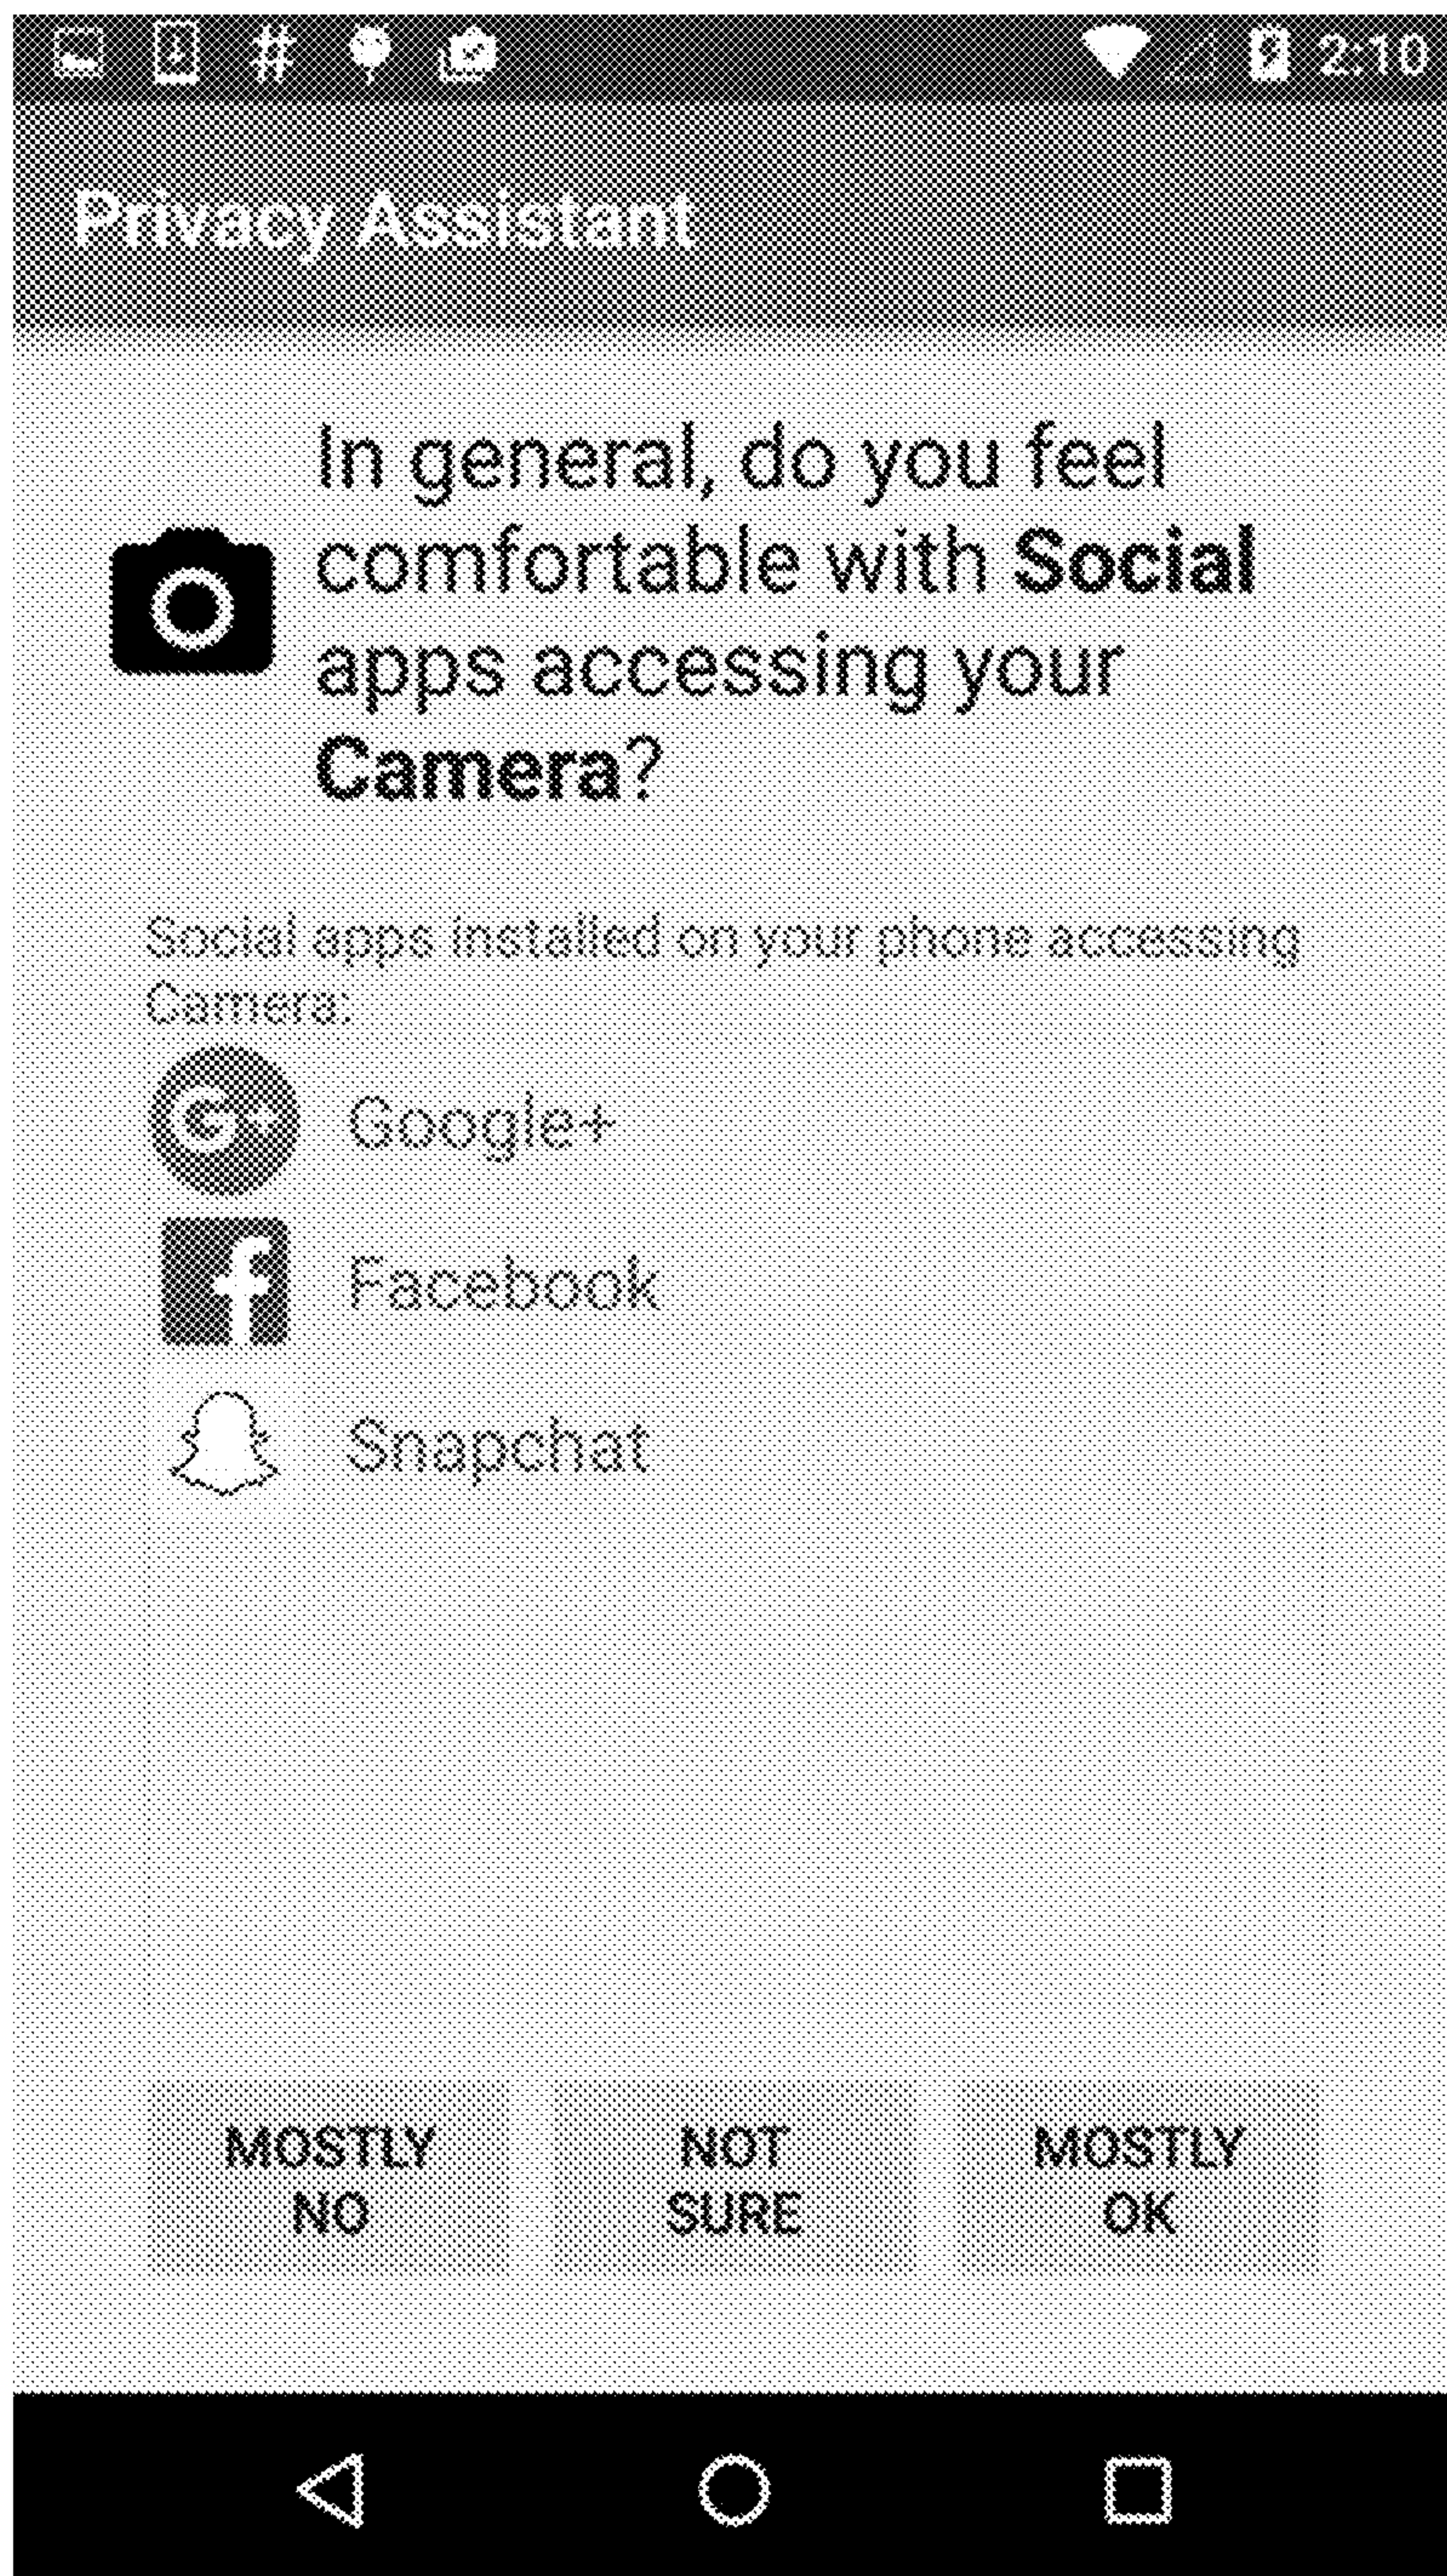 2:10
Privacy Assistant
In general, do you feel
comfortable with Social
apps accessing your
Camera?
Social apps installed on your phone accessing
Camera:
G+ Google+
f Facebook
Snapchat
MOSTLY NO
NOT SURE
MOSTLY OK